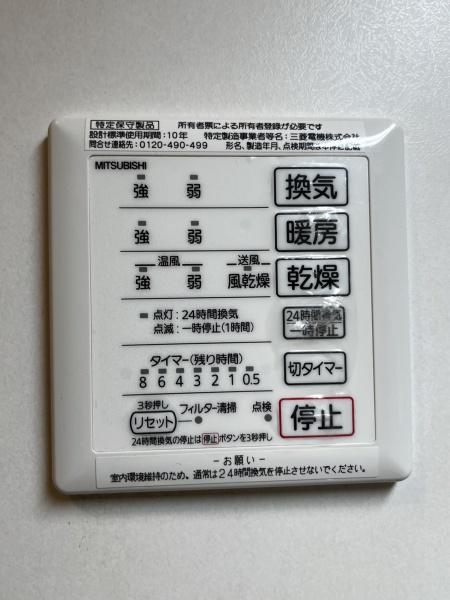 特定保守製品 所有者票による所有者登録が必要です
設計標準使用期間：10年 特定製造事業者等名：三菱電機株式会社
問合せ連絡先：0120-490-499 形名、製造年月、点検期間は本体に記載
MITSUBISHI
強 弱 換気
強 弱 暖房
温風 送風
強 弱 風乾燥 乾燥
点灯：24時間換気
点滅：一時停止(1時間)
24時間換気
一時停止
タイマー(残り時間)
8 6 4 3 2 1 0.5
切タイマー
3秒押し
リセット フィルター清掃 点検
停止
24時間換気の停止は停止ボタンを3秒押し
－お願い－
室内環境維持のため、通常は24時間換気を停止させないでください。